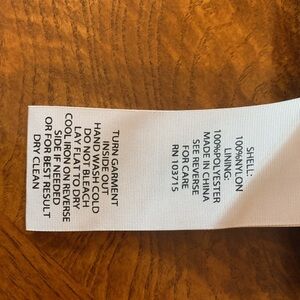 SHELL:
100%NYLON
LINING:
100%POLYESTER
MADE IN CHINA
SEE REVERSE
FOR CARE
RN 103715
TURN GARMENT
INSIDE OUT
HAND WASH COLD
DO NOT BLEACH
LAY FLAT TO DRY
COOL IRON ON REVERSE
SIDE IF NEEDED
OR FOR BEST RESULT
DRY CLEAN